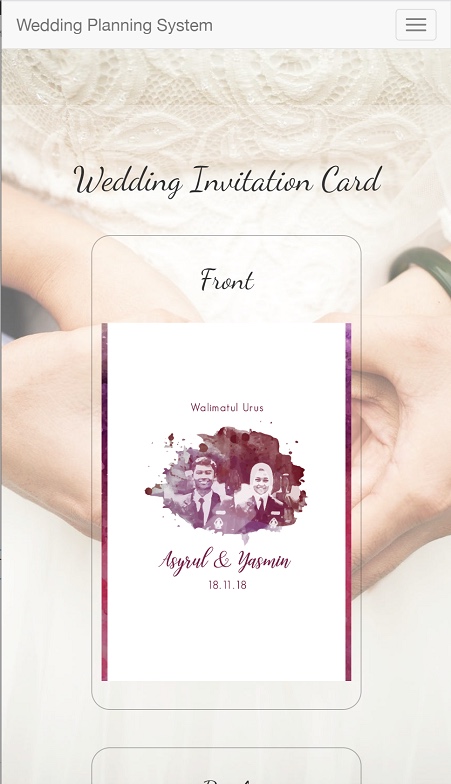 Wedding Planning System
Wedding Invitation Card
Front
Walimatul Urus
Asyrul & Yasmin
18.11.18